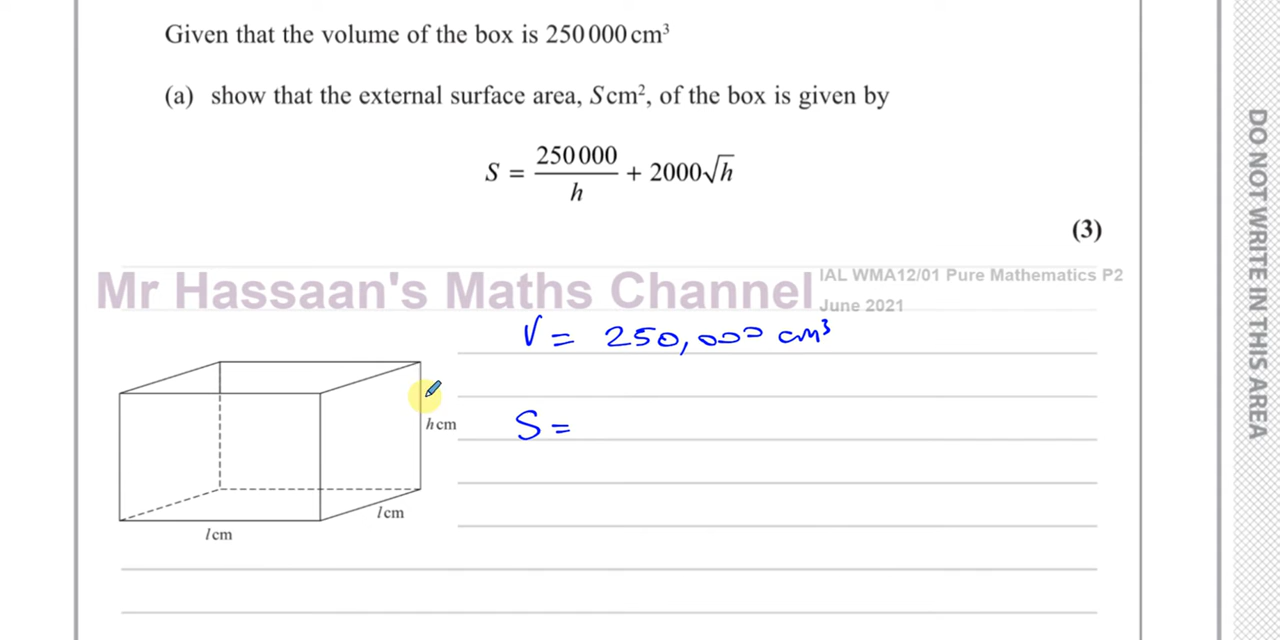 Given that the volume of the box is 250 000 cm³
(a) show that the external surface area, S cm², of the box is given by
S = 250 000 / h + 2000√h
(3)
Mr Hassaan's Maths Channel
IAL WMA12/01 Pure Mathematics P2
June 2021
V = 250,000 cm³
S =
h cm
l cm
l cm
DO NOT WRITE IN THIS AREA